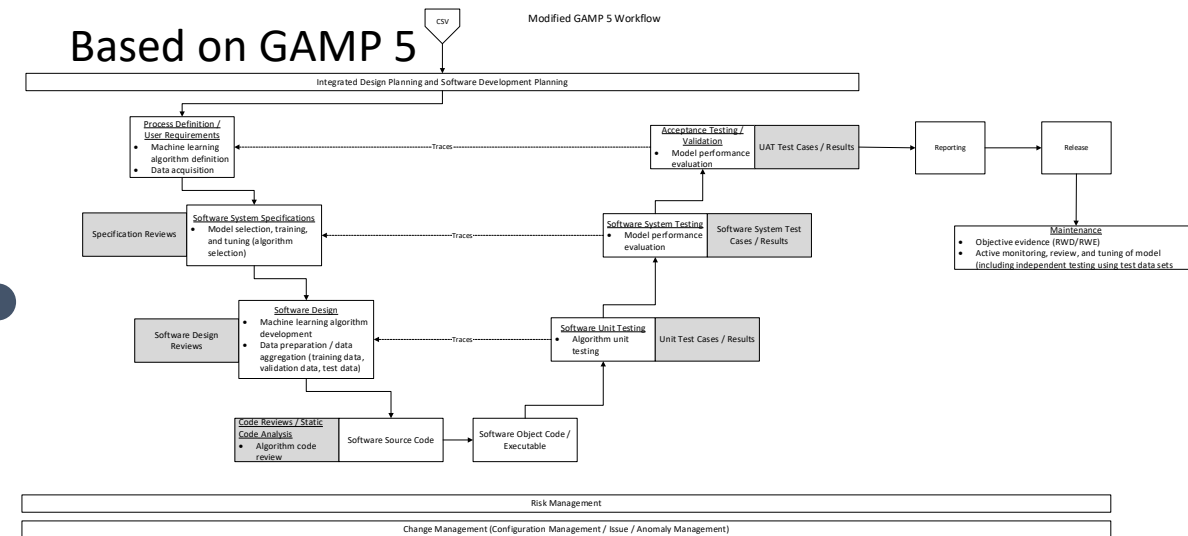 CSV
Modified GAMP 5 Workflow
Based on GAMP 5
Integrated Design Planning and Software Development Planning
Process Definition /
User Requirements
• Machine learning
algorithm definition
• Data acquisition
Traces
Acceptance Testing /
Validation
• Model performance
evaluation
UAT Test Cases / Results
Reporting
Release
Specification Reviews
Software System Specifications
• Model selection, training,
and tuning (algorithm
selection)
Traces
Software System Testing
• Model performance
evaluation
Software System Test
Cases / Results
Maintenance
• Objective evidence (RWD/RWE)
• Active monitoring, review, and tuning of model
(including independent testing using test data sets
Software Design
Reviews
Software Design
• Machine learning algorithm
development
• Data preparation / data
aggregation (training data,
validation data, test data)
Traces
Software Unit Testing
• Algorithm unit
testing
Unit Test Cases / Results
Code Reviews / Static
Code Analysis
• Algorithm code
review
Software Source Code
Software Object Code /
Executable
Risk Management
Change Management (Configuration Management / Issue / Anomaly Management)